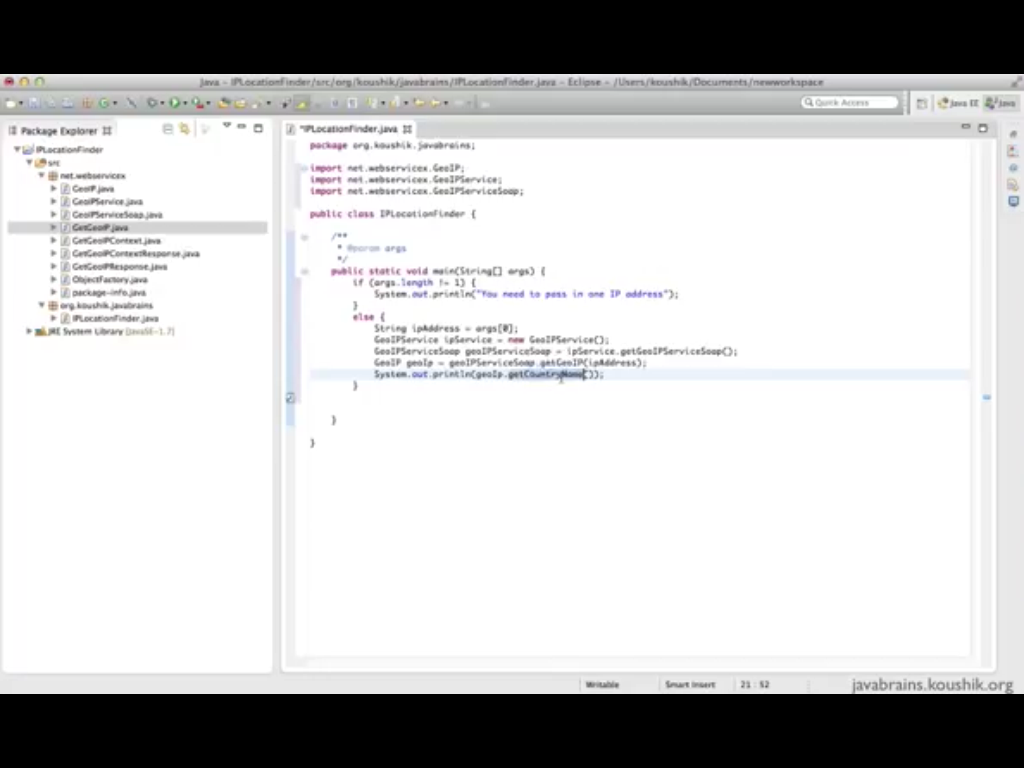 Java - IPLocationFinder/src/org/koushik/javabrains/IPLocationFinder.java - Eclipse - /Users/koushik/Documents/newworkspace
Quick Access
Java EE
Java
Package Explorer
IPLocationFinder
src
net.webservicex
GeoIP.java
GeoIPService.java
GeoIPServiceSoap.java
GetGeoIP.java
GetGeoIPContext.java
GetGeoIPContextResponse.java
GetGeoIPResponse.java
ObjectFactory.java
package-info.java
org.koushik.javabrains
IPLocationFinder.java
JRE System Library [JavaSE-1.7]
*IPLocationFinder.java
package org.koushik.javabrains;
import net.webservicex.GeoIP;
import net.webservicex.GeoIPService;
import net.webservicex.GeoIPServiceSoap;
public class IPLocationFinder {
/**
* @param args
*/
public static void main(String[] args) {
if (args.length != 1) {
System.out.println("You need to pass in one IP address");
}
else {
String ipAddress = args[0];
GeoIPService ipService = new GeoIPService();
GeoIPServiceSoap geoIPServiceSoap = ipService.getGeoIPServiceSoap();
GeoIP geoIp = geoIPServiceSoap.getGeoIP(ipAddress);
System.out.println(geoIp.getCountryName());
}
}
}
Writable
Smart Insert
21 : 52
javabrains.koushik.org